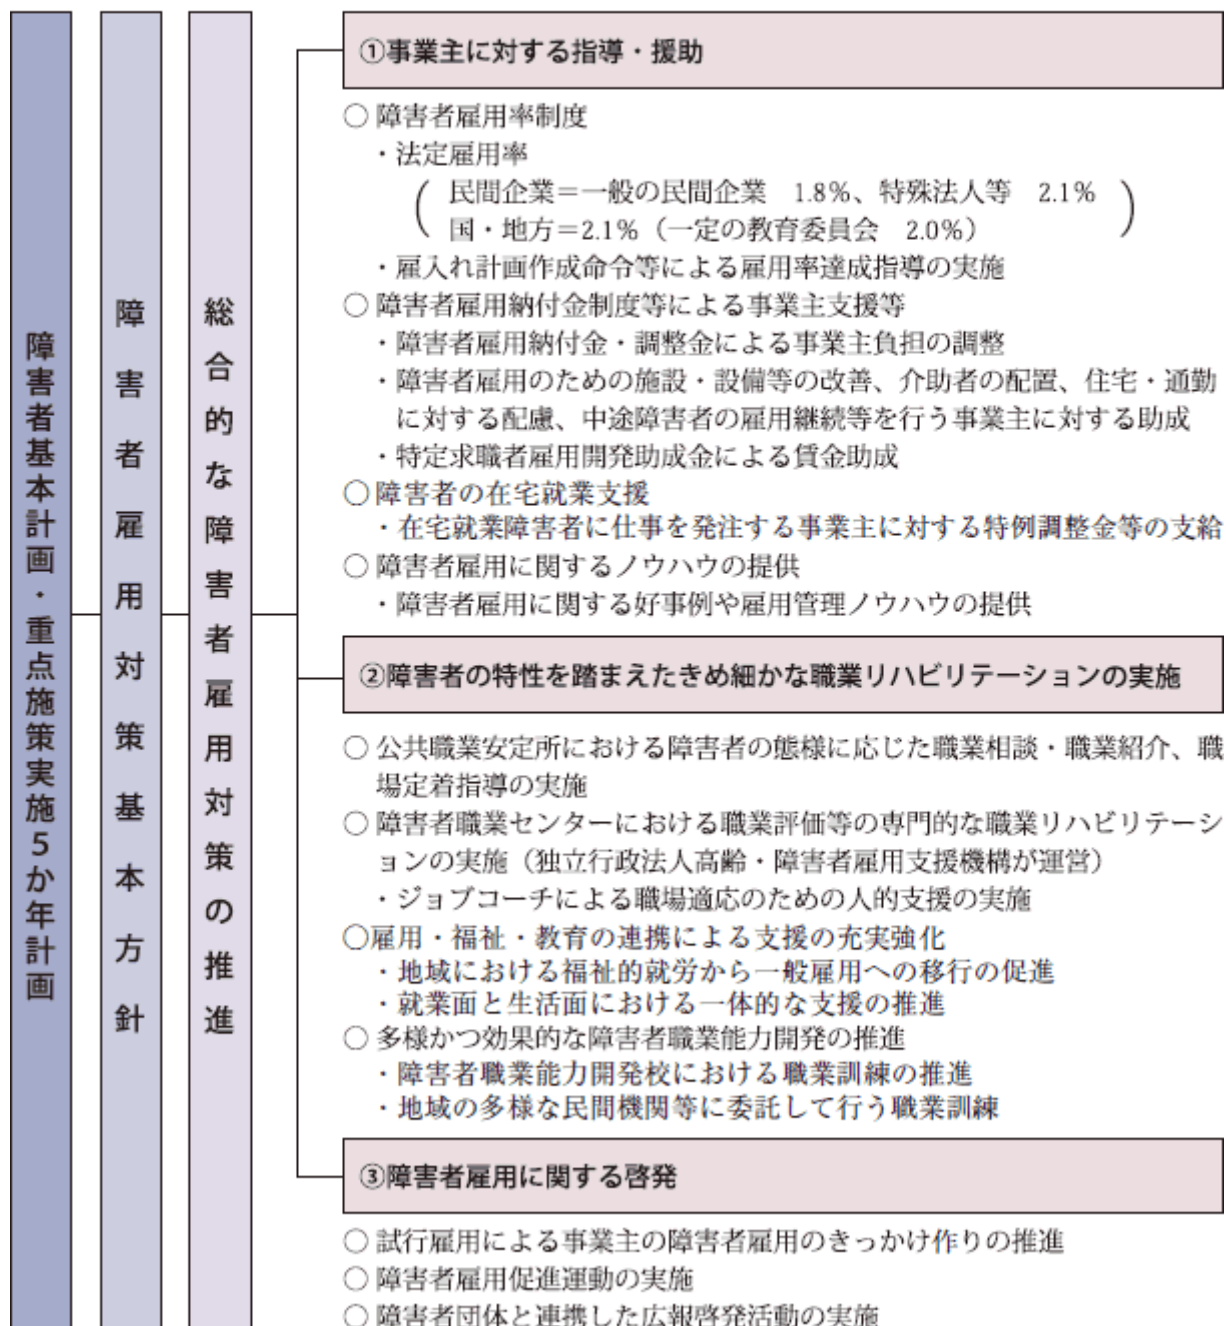 障害者基本計画・重点施策実施5か年計画
障害者雇用対策基本方針
総合的な障害者雇用対策の推進
①事業主に対する指導・援助
○ 障害者雇用率制度
・法定雇用率
( 民間企業=一般の民間企業 1.8%、特殊法人等 2.1%
国・地方=2.1%(一定の教育委員会 2.0%) )
・雇入れ計画作成命令等による雇用率達成指導の実施
○ 障害者雇用納付金制度等による事業主支援等
・障害者雇用納付金・調整金による事業主負担の調整
・障害者雇用のための施設・設備等の改善、介助者の配置、住宅・通勤
に対する配慮、中途障害者の雇用継続等を行う事業主に対する助成
・特定求職者雇用開発助成金による賃金助成
○障害者の在宅就業支援
・在宅就業障害者に仕事を発注する事業主に対する特例調整金等の支給
○ 障害者雇用に関するノウハウの提供
・障害者雇用に関する好事例や雇用管理ノウハウの提供
②障害者の特性を踏まえたきめ細かな職業リハビリテーションの実施
○ 公共職業安定所における障害者の態様に応じた職業相談・職業紹介、職
場定着指導の実施
○ 障害者職業センターにおける職業評価等の専門的な職業リハビリテーシ
ョンの実施(独立行政法人高齢・障害者雇用支援機構が運営)
・ジョブコーチによる職場適応のための人的支援の実施
○雇用・福祉・教育の連携による支援の充実強化
・地域における福祉的就労から一般雇用への移行の促進
・就業面と生活面における一体的な支援の推進
○ 多様かつ効果的な障害者職業能力開発の推進
・障害者職業能力開発校における職業訓練の推進
・地域の多様な民間機関等に委託して行う職業訓練
③障害者雇用に関する啓発
○ 試行雇用による事業主の障害者雇用のきっかけ作りの推進
○ 障害者雇用促進運動の実施
○ 障害者団体と連携した広報啓発活動の実施